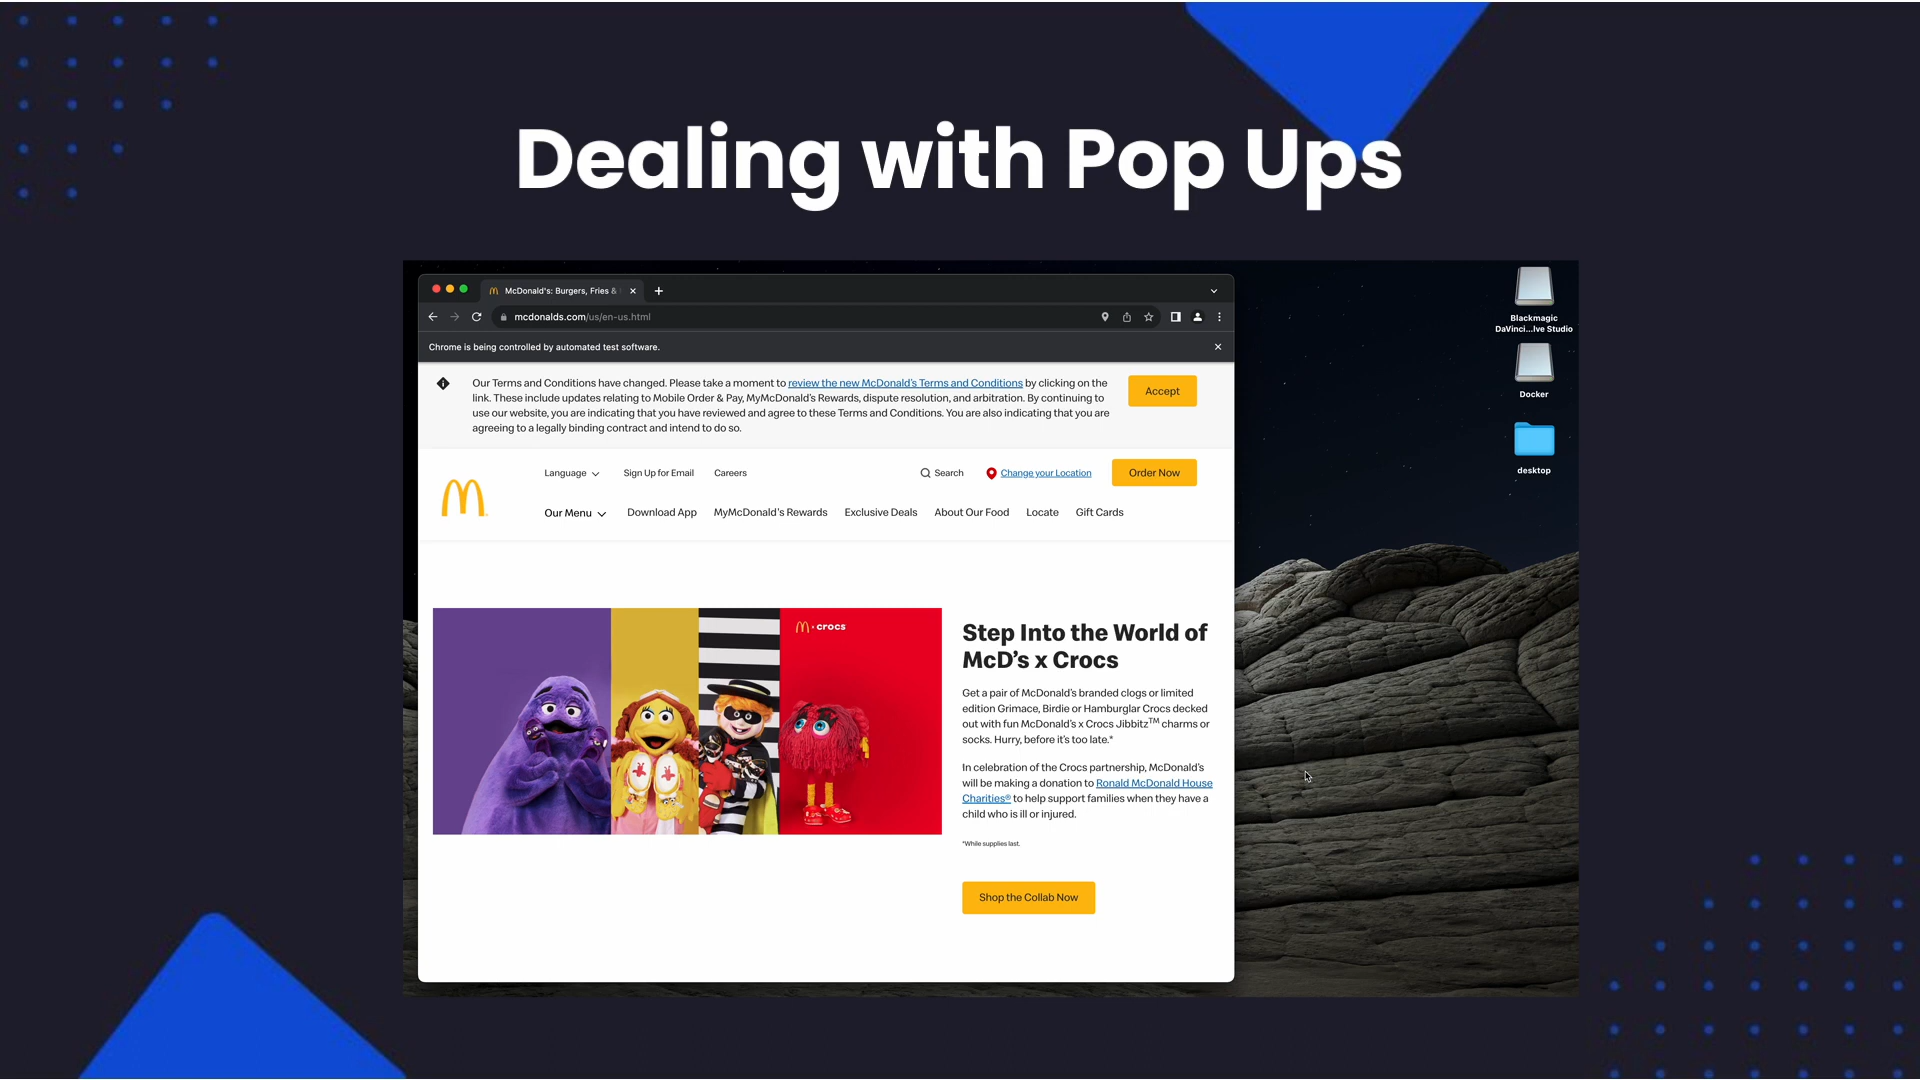 Dealing with Pop Ups
McDonald's: Burgers, Fries &
mcdonalds.com/us/en-us.html
Chrome is being controlled by automated test software.
Our Terms and Conditions have changed. Please take a moment to review the new McDonald's Terms and Conditions by clicking on the
link. These include updates relating to Mobile Order & Pay, MyMcDonald's Rewards, dispute resolution, and arbitration. By continuing to
use our website, you are indicating that you have reviewed and agree to these Terms and Conditions. You are also indicating that you are
agreeing to a legally binding contract and intend to do so.
Accept
Language
Sign Up for Email
Careers
Search
Change your Location
Order Now
Our Menu
Download App
MyMcDonald's Rewards
Exclusive Deals
About Our Food
Locate
Gift Cards
crocs
Step Into the World of
McD's x Crocs
Get a pair of McDonald's branded clogs or limited
edition Grimace, Birdie or Hamburglar Crocs decked
out with fun McDonald's x Crocs Jibbitz™ charms or
socks. Hurry, before it's too late.*
In celebration of the Crocs partnership, McDonald's
will be making a donation to Ronald McDonald House
Charities® to help support families when they have a
child who is ill or injured.
*While supplies last.
Shop the Collab Now
Blackmagic
DaVinci...lve Studio
Docker
desktop